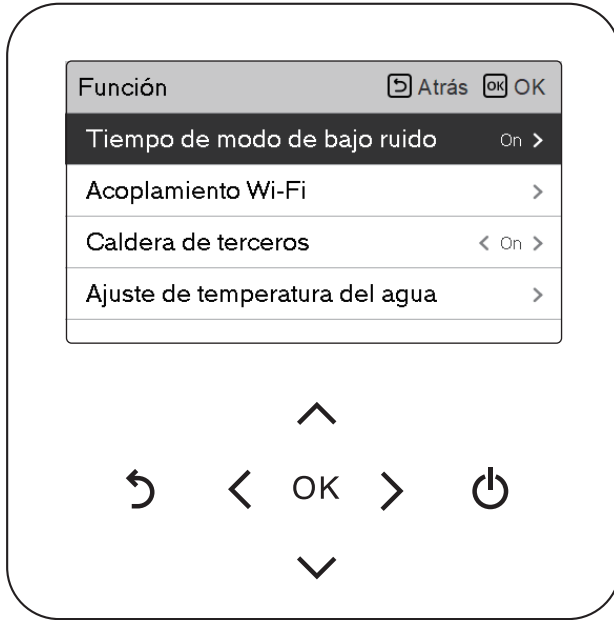 Función Atrás OK OK
Tiempo de modo de bajo ruido On >
Acoplamiento Wi-Fi >
Caldera de terceros < On >
Ajuste de temperatura del agua >
OK